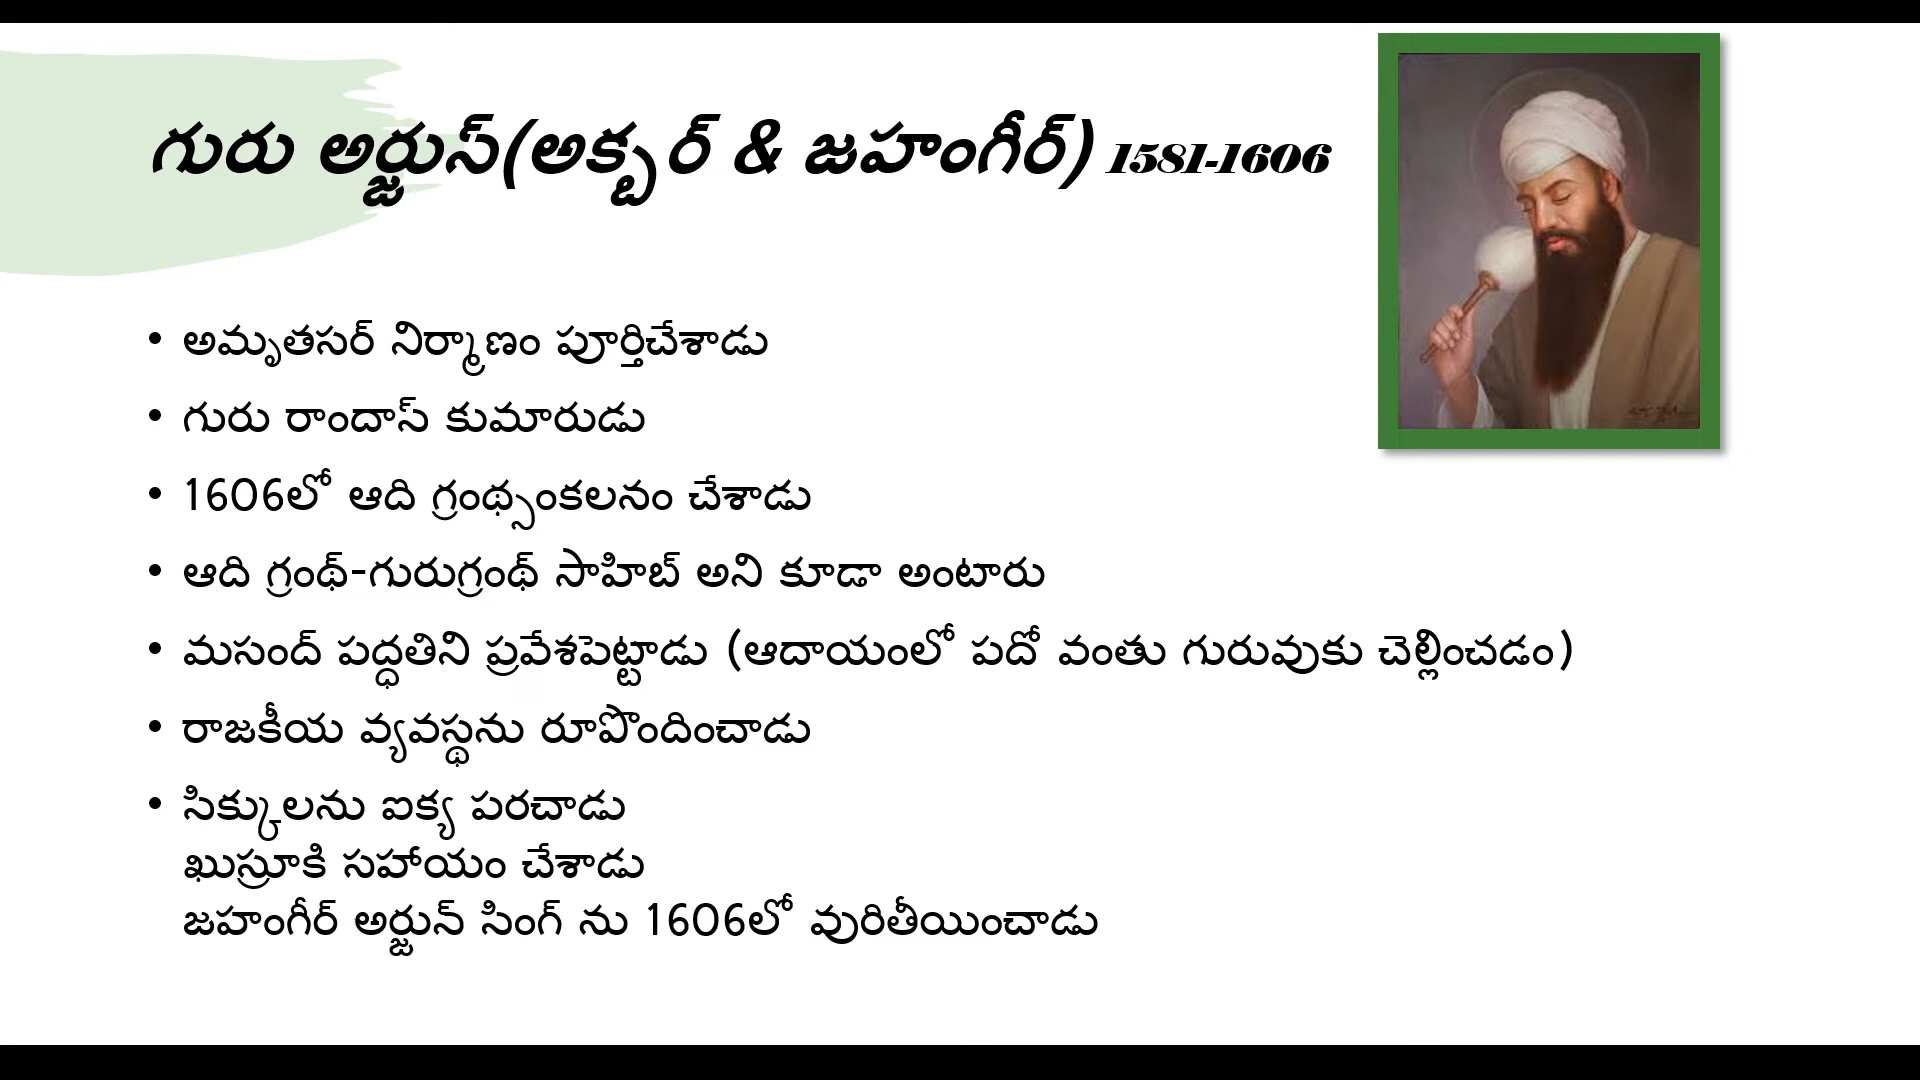 గురు అర్జున్(అక్బర్ & జహంగీర్) 1581-1606
• అమృతసర్ నిర్మాణం పూర్తిచేశాడు
• గురు రాందాస్ కుమారుడు
• 1606లో ఆది గ్రంథ్సంకలనం చేశాడు
• ఆది గ్రంథ్-గురుగ్రంథ్ సాహిబ్ అని కూడా అంటారు
• మసంద్ పద్ధతిని ప్రవేశపెట్టాడు (ఆదాయంలో పదో వంతు గురువుకు చెల్లించడం)
• రాజకీయ వ్యవస్థను రూపొందించాడు
• సిక్కులను ఐక్య పరచాడు
ఖుస్రూకి సహాయం చేశాడు
జహంగీర్ అర్జున్ సింగ్ ను 1606లో వురితీయించాడు